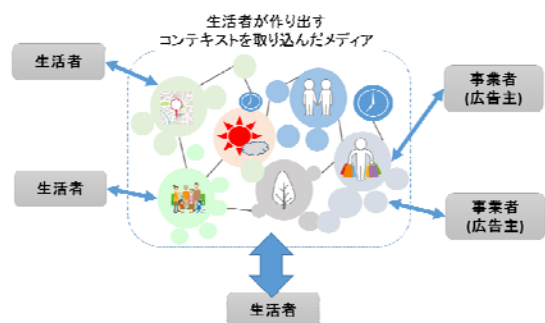 生活者が作り出す
コンテキストを取り込んだメディア
生活者
事業者
(広告主)
生活者
事業者
(広告主)
生活者